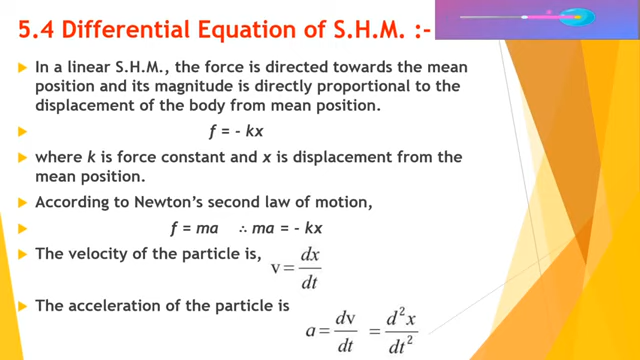 5.4 Differential Equation of S.H.M. :-
In a linear S.H.M., the force is directed towards the mean
position and its magnitude is directly proportional to the
displacement of the body from mean position.
f = - kx
where k is force constant and x is displacement from the
mean position.
According to Newton's second law of motion,
f = ma ∴ ma = - kx
The velocity of the particle is, v = dx/dt
The acceleration of the particle is
a = dv/dt = d²x/dt²